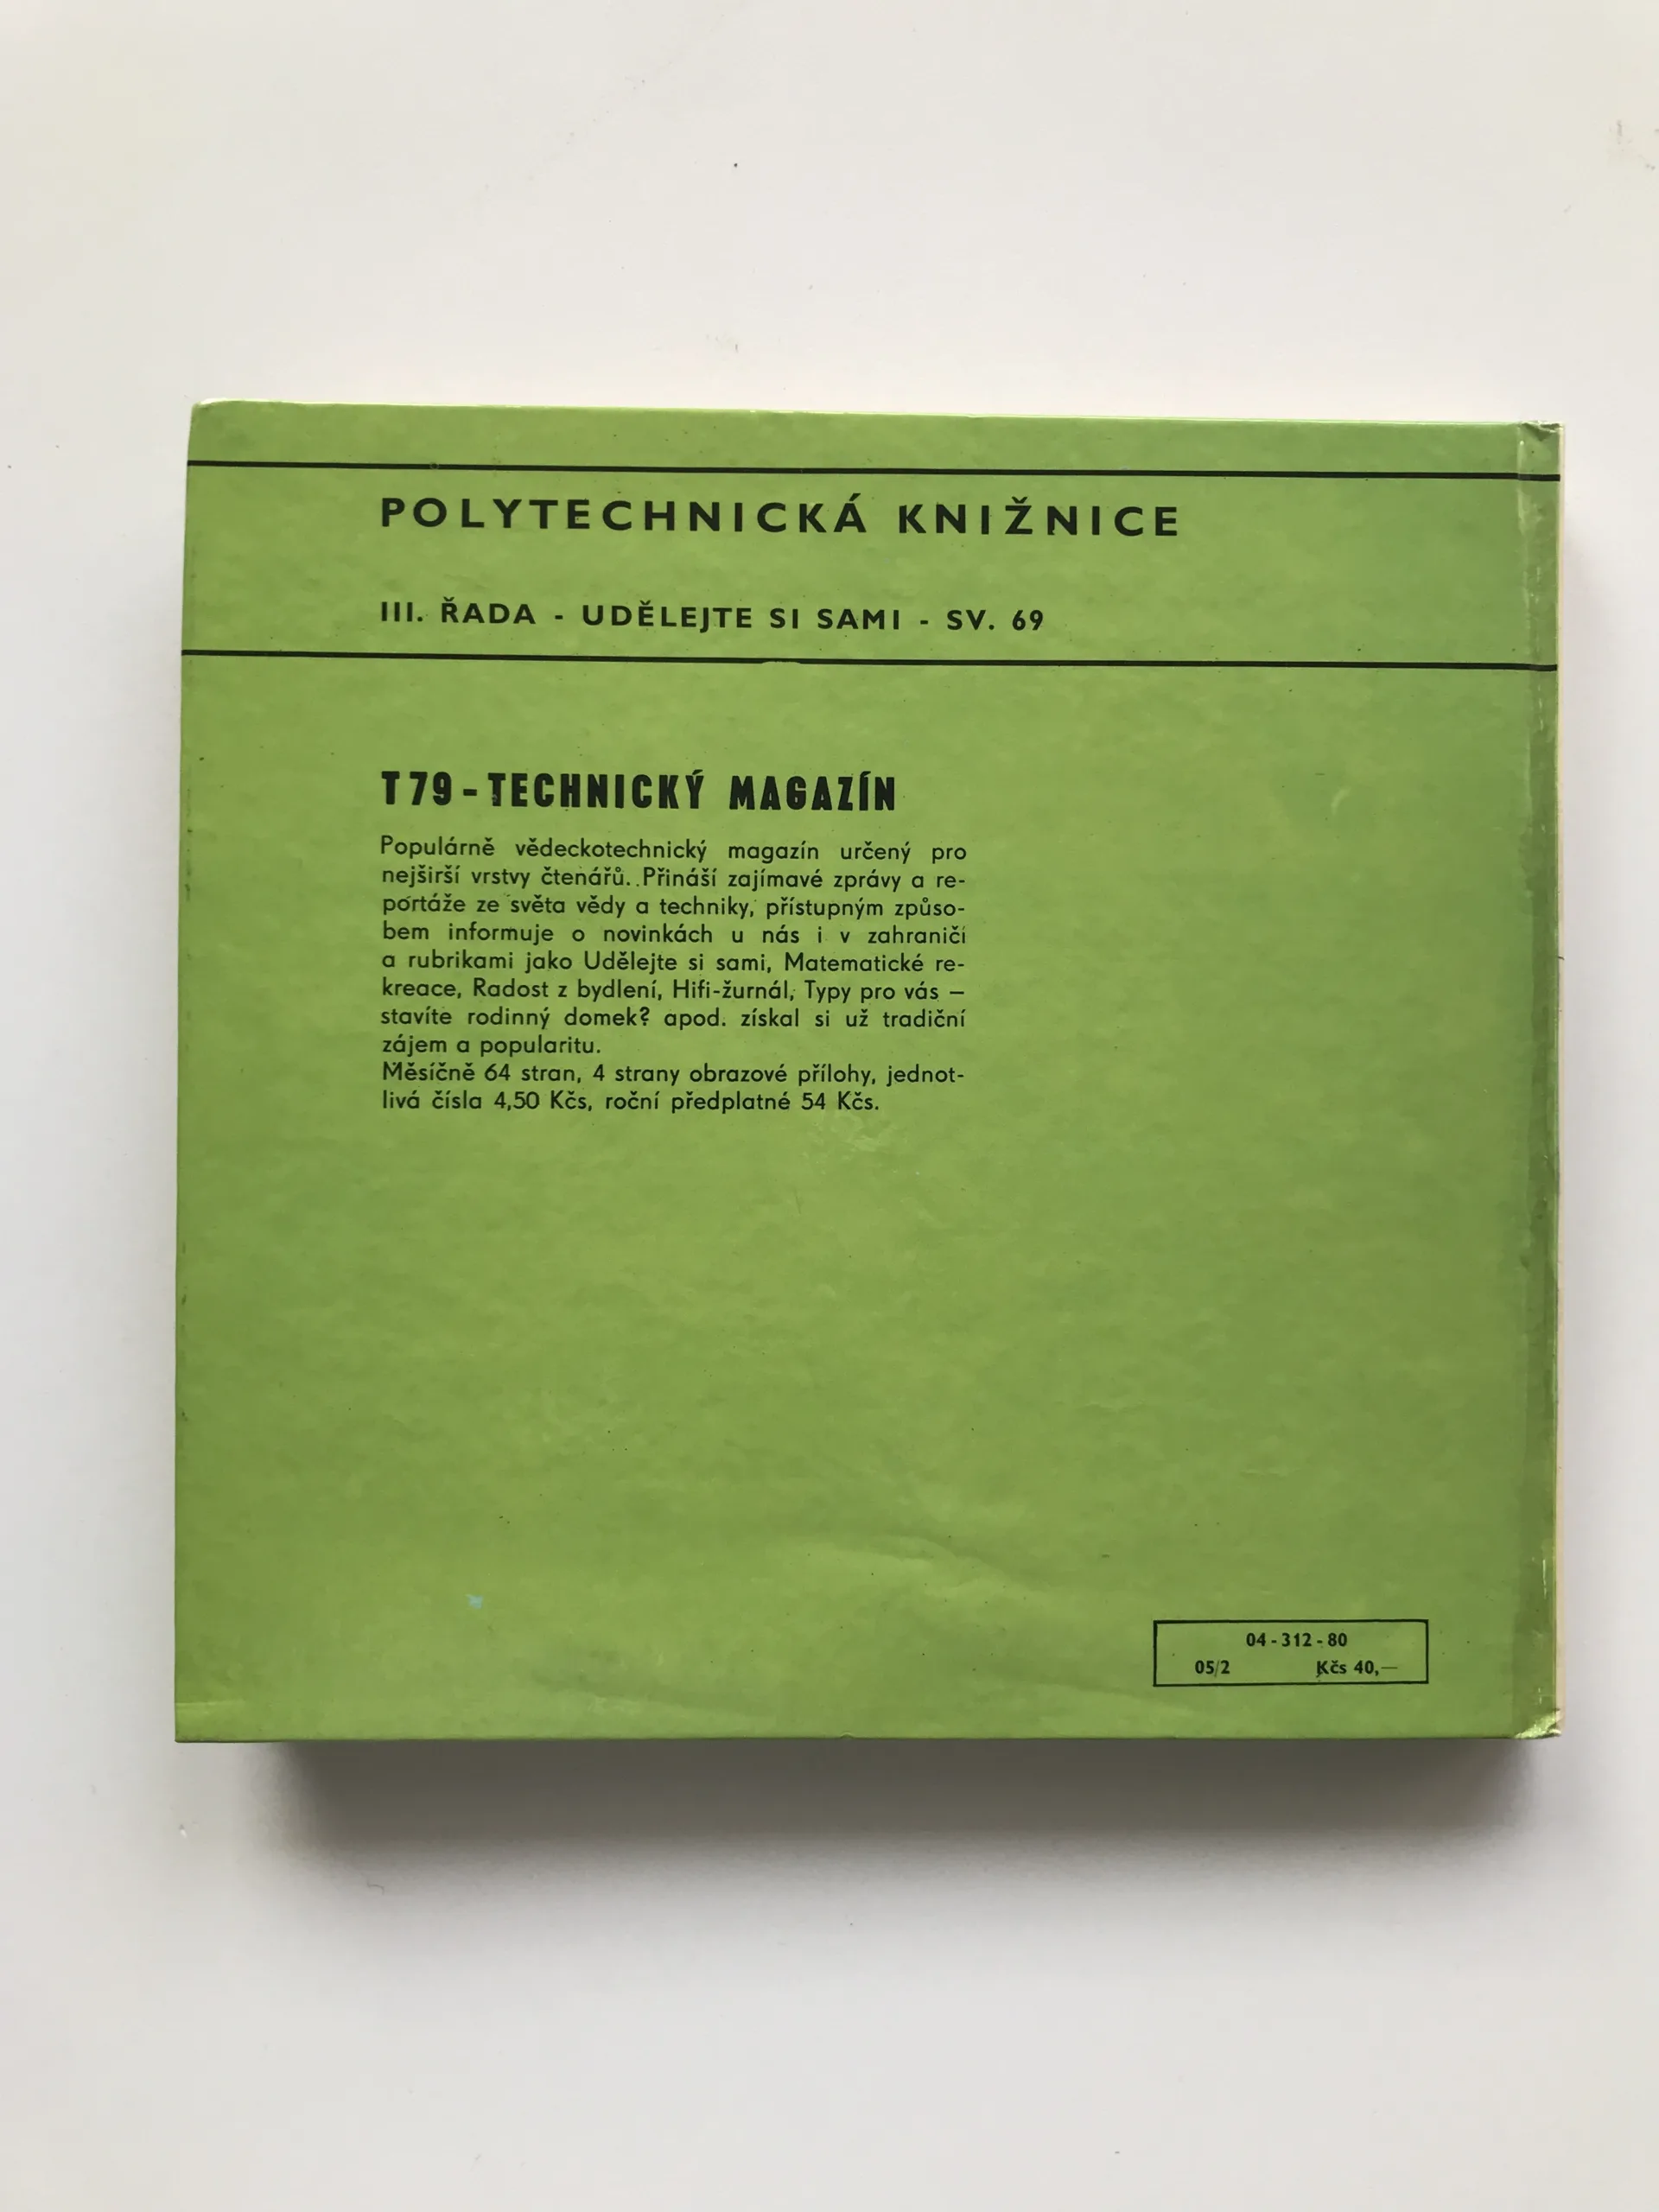 POLYTECHNICKÁ KNIŽNICE
III. ŘADA - UDĚLEJTE SI SAMI - SV. 69
T 79 - TECHNICKÝ MAGAZÍN
Populárně vědeckotechnický magazín určený pro
nejširší vrstvy čtenářů. Přináší zajímavé zprávy a re-
portáže ze světa vědy a techniky, přístupným způso-
bem informuje o novinkách u nás i v zahraničí
a rubrikami jako Udělejte si sami, Matematické re-
kreace, Radost z bydlení, Hifi-žurnál, Typy pro vás —
stavíte rodinný domek? apod. získal si už tradiční
zájem a popularitu.
Měsíčně 64 stran, 4 strany obrazové přílohy, jednot-
livá čísla 4,50 Kčs, roční předplatné 54 Kčs.
04 - 312 - 80
05/2 Kčs 40,—